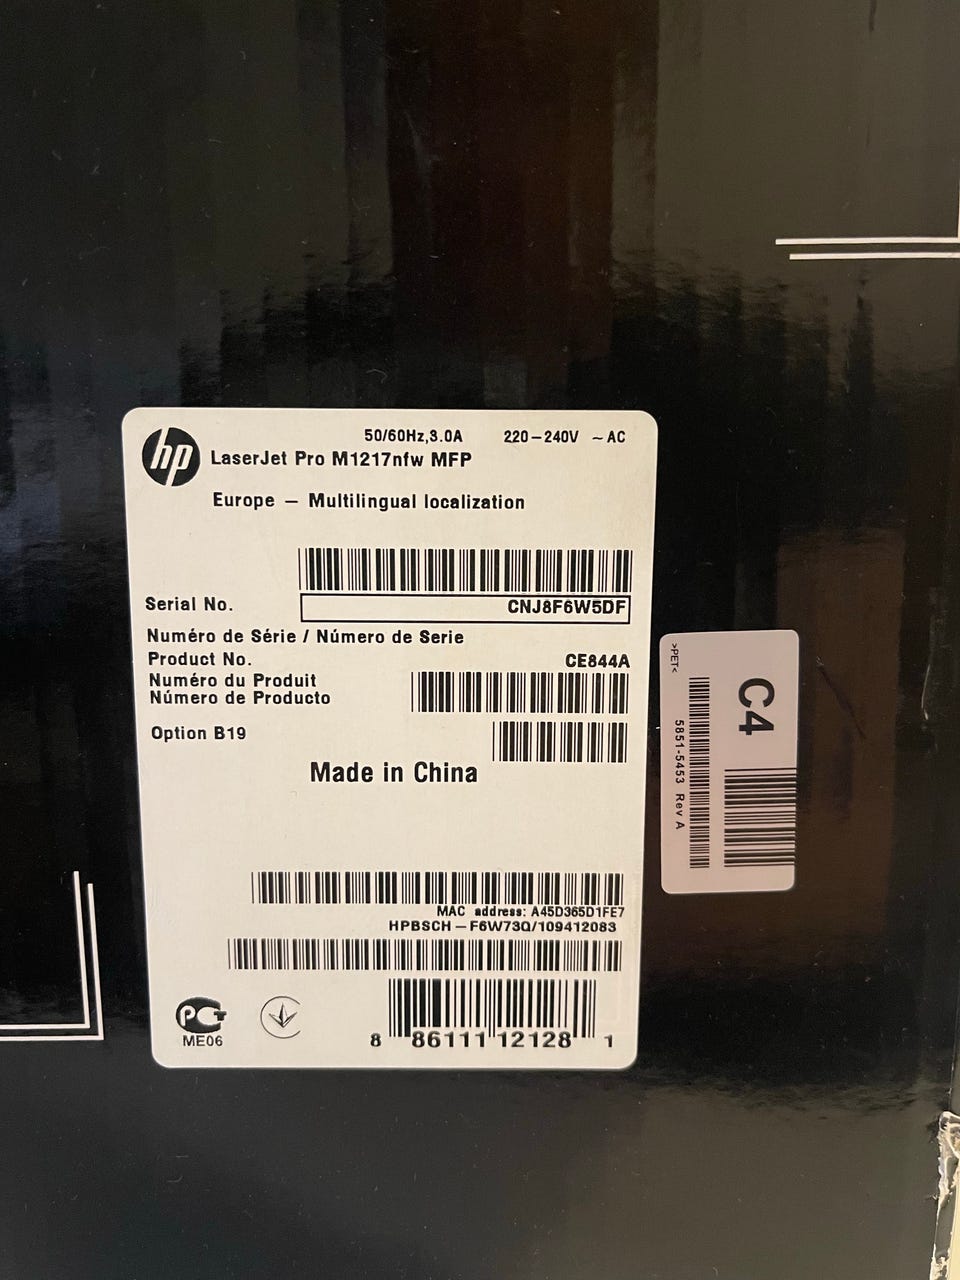 hp
50/60Hz,3.0A 220-240V ~ AC
LaserJet Pro M1217nfw MFP
Europe – Multilingual localization
Serial No. CNJ8F6W5DF
Numéro de Série / Número de Serie
Product No. CE844A
Numéro du Produit
Número de Producto
Option B19
Made in China
MAC address: A45D365D1FE7
HPBSCH – F6W73Q/109412083
PCT
ME06
8 86111 12128 1
>PET<
C4
5851-5453 Rev A